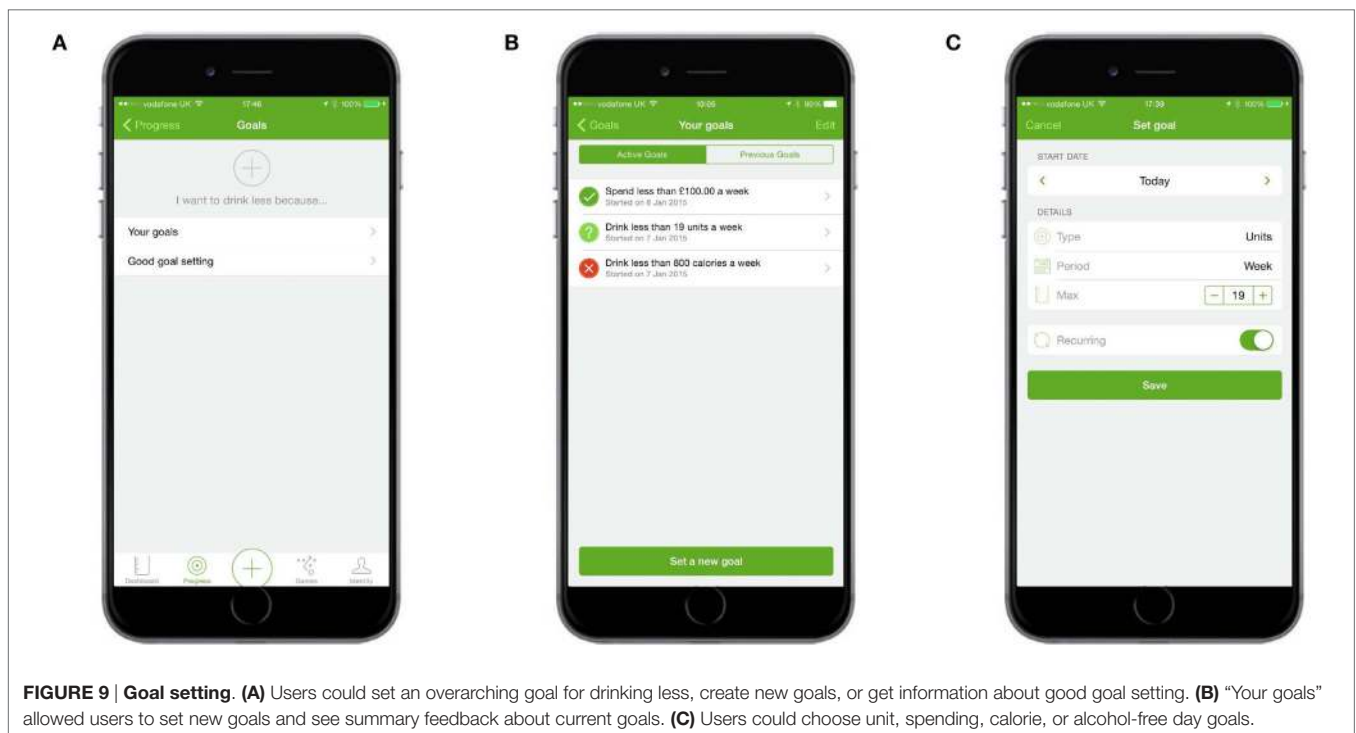 A
vodafone UK 17:46 100%
Progress Goals
I want to drink less because...
Your goals
Good goal setting
Dashboard Progress Games Identity
B
vodafone UK 10:05 90%
Goals Your goals Edit
Active Goals Previous Goals
Spend less than £100.00 a week
Started on 6 Jan 2015
Drink less than 19 units a week
Started on 7 Jan 2015
Drink less than 800 calories a week
Started on 7 Jan 2015
Set a new goal
C
vodafone UK 17:39 100%
Cancel Set goal
START DATE
Today
DETAILS
Type Units
Period Week
Max − 19 +
Recurring
Save
FIGURE 9 | Goal setting. (A) Users could set an overarching goal for drinking less, create new goals, or get information about good goal setting. (B) “Your goals”
allowed users to set new goals and see summary feedback about current goals. (C) Users could choose unit, spending, calorie, or alcohol-free day goals.